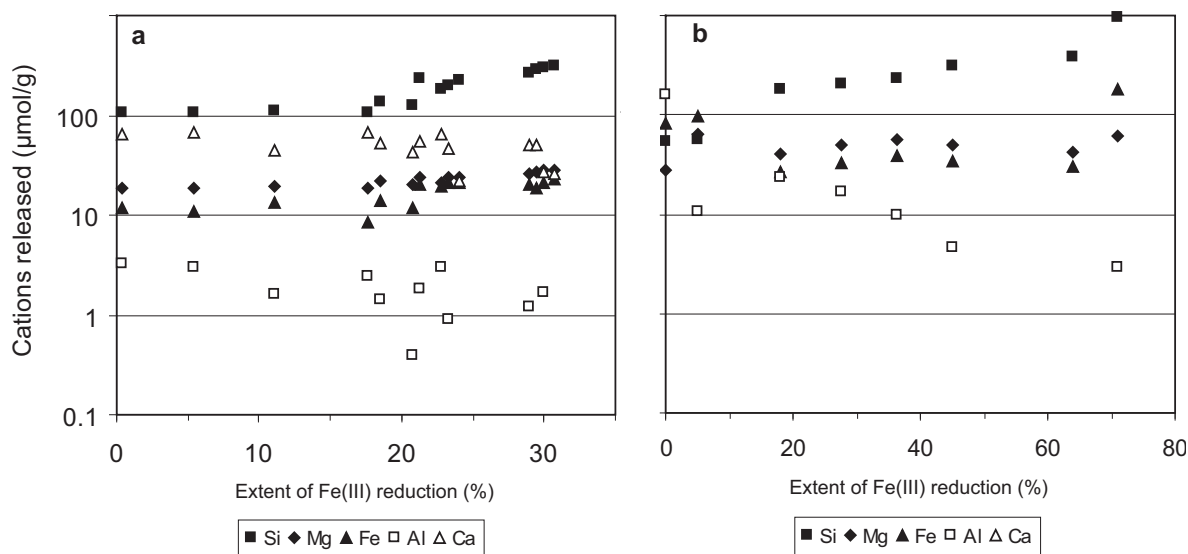 a
b
Cations released (µmol/g)
100
10
1
0.1
0 10 20 30
0 20 40 60 80
Extent of Fe(III) reduction (%)
Extent of Fe(III) reduction (%)
Si Mg Fe Al Ca
Si Mg Fe Al Ca